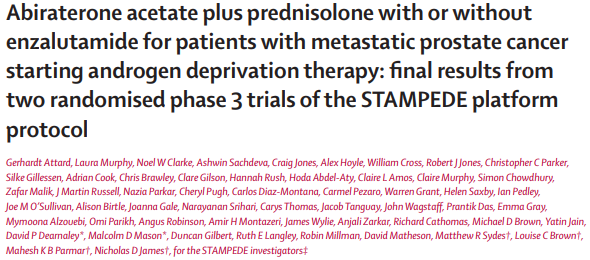 Abiraterone acetate plus prednisolone with or without
enzalutamide for patients with metastatic prostate cancer
starting androgen deprivation therapy: final results from
two randomised phase 3 trials of the STAMPEDE platform
protocol
Gerhardt Attard, Laura Murphy, Noel W Clarke, Ashwin Sachdeva, Craig Jones, Alex Hoyle, William Cross, Robert J Jones, Christopher C Parker,
Silke Gillessen, Adrian Cook, Chris Brawley, Clare Gilson, Hannah Rush, Hoda Abdel-Aty, Claire L Amos, Claire Murphy, Simon Chowdhury,
Zafar Malik, J Martin Russell, Nazia Parkar, Cheryl Pugh, Carlos Diaz-Montana, Carmel Pezaro, Warren Grant, Helen Saxby, Ian Pedley,
Joe M O'Sullivan, Alison Birtle, Joanna Gale, Narayanan Srihari, Carys Thomas, Jacob Tanguay, John Wagstaff, Prantik Das, Emma Gray,
Mymoona Alzouebi, Omi Parikh, Angus Robinson, Amir H Montazeri, James Wylie, Anjali Zarkar, Richard Cathomas, Michael D Brown, Yatin Jain,
David P Dearnaley*, Malcolm D Mason*, Duncan Gilbert, Ruth E Langley, Robin Millman, David Matheson, Matthew R Sydes†, Louise C Brown†,
Mahesh K B Parmar†, Nicholas D James†, for the STAMPEDE investigators‡